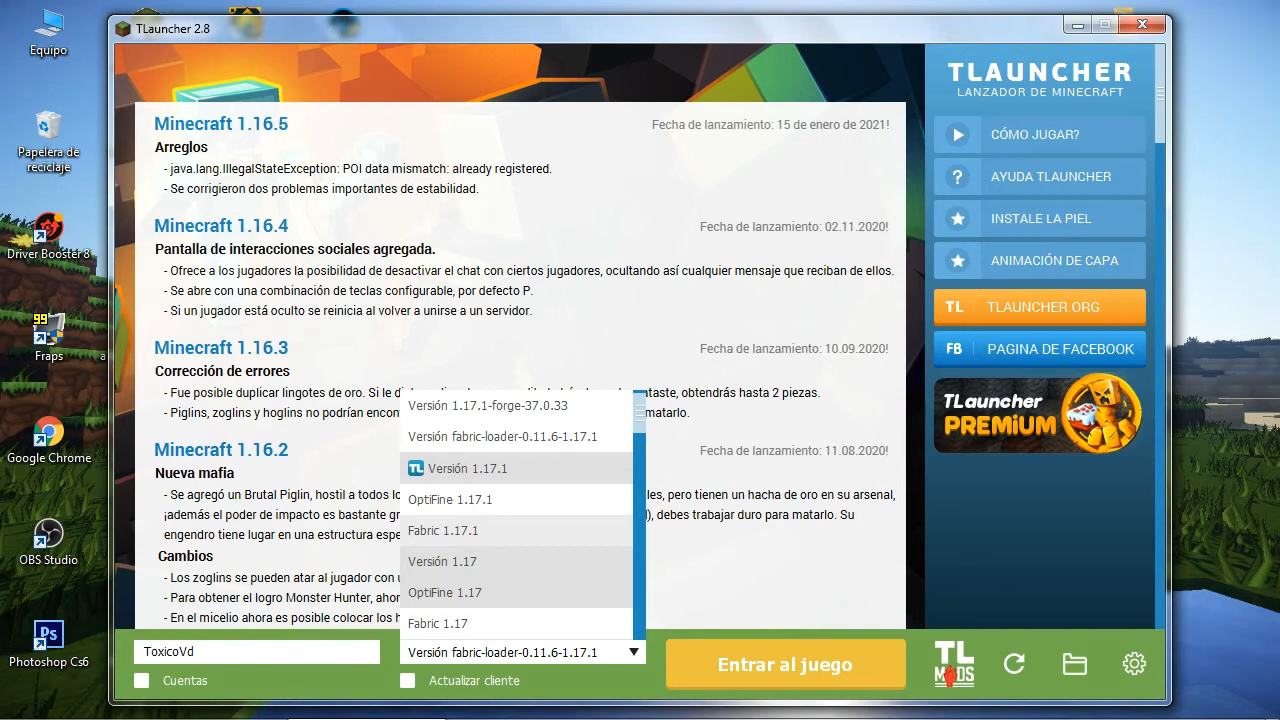 Equipo
Papelera de
reciclaje
Driver Booster 8
99
Fraps
a
Google Chrome
OBS Studio
Ps
Photoshop Cs6
TLauncher 2.8
Minecraft 1.16.5
Fecha de lanzamiento: 15 de enero de 2021!
Arreglos
- java.lang.IllegalStateException: POI data mismatch: already registered.
- Se corrigieron dos problemas importantes de estabilidad.
Minecraft 1.16.4
Fecha de lanzamiento: 02.11.2020!
Pantalla de interacciones sociales agregada.
- Ofrece a los jugadores la posibilidad de desactivar el chat con ciertos jugadores, ocultando así cualquier mensaje que reciban de ellos.
- Se abre con una combinación de teclas configurable, por defecto P.
- Si un jugador está oculto se reinicia al volver a unirse a un servidor.
Minecraft 1.16.3
Fecha de lanzamiento: 10.09.2020!
Corrección de errores
- Fue posible duplicar lingotes de oro. Si le obtendrás hasta 2 piezas.
- Piglins, zoglins y hoglins no podrían matarlo.
Minecraft 1.16.2
Fecha de lanzamiento: 11.08.2020!
Nueva mafia
- Se agregó un Brutal Piglin, hostil a todos pero tienen un hacha de oro en su arsenal,
¡además el poder de impacto es bastante debes trabajar duro para matarlo. Su
engendro tiene lugar en una estructura
Cambios
- Los zoglins se pueden atar al jugador con
- Para obtener el logro Monster Hunter,
- En el micelio ahora es posible colocar los
Versión 1.17.1-forge-37.0.33
Versión fabric-loader-0.11.6-1.17.1
TL Versión 1.17.1
OptiFine 1.17.1
Fabric 1.17.1
Versión 1.17
OptiFine 1.17
Fabric 1.17
Versión fabric-loader-0.11.6-1.17.1
ToxicoVd
Cuentas
Actualizar cliente
Entrar al juego
TL
MODS
TLAUNCHER
LANZADOR DE MINECRAFT
CÓMO JUGAR?
? AYUDA TLAUNCHER
INSTALE LA PIEL
ANIMACIÓN DE CAPA
TL TLAUNCHER.ORG
FB PAGINA DE FACEBOOK
TLauncher
PREMiUM